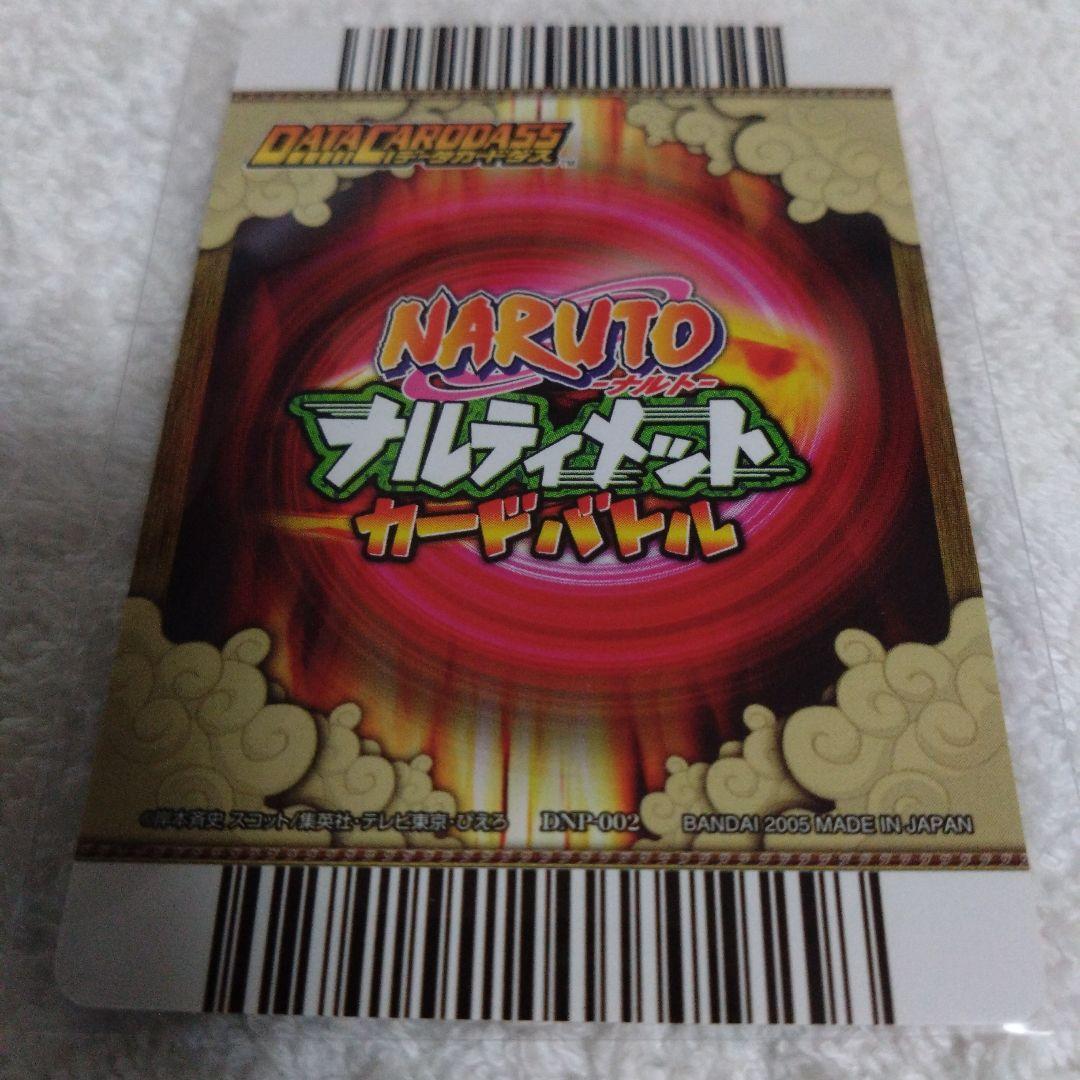 DATA CARDDASS
データカードダス™
NARUTO
-ナルト-
ナルティメット
カードバトル
©岸本斉史 スコット/集英社・テレビ東京・ぴえろ DNP-002 BANDAI 2005 MADE IN JAPAN